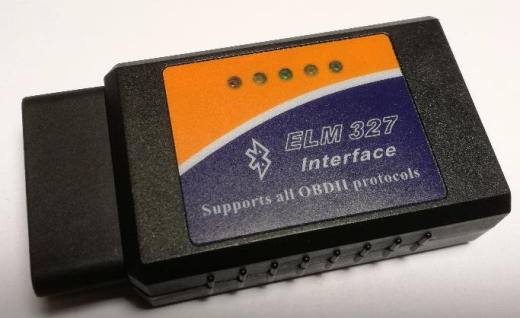 ELM 327
Interface
Supports all OBDII protocols